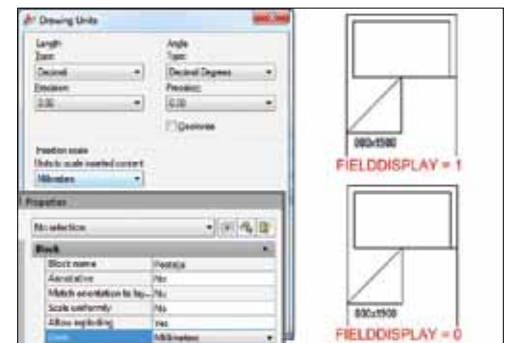 Drawing Units
Length
Type:
Decimal
Precision:
0.00
Angle
Type:
Decimal Degrees
Precision:
0.00
Clockwise
Insertion scale
Units to scale inserted content:
Millimeters
Properties
No selection
Block
Block name
Annotative No
Match orientation to lay... No
Scale uniformly No
Allow exploding Yes
Millimeters
800x1500
FIELDDISPLAY = 1
800x1500
FIELDDISPLAY = 0